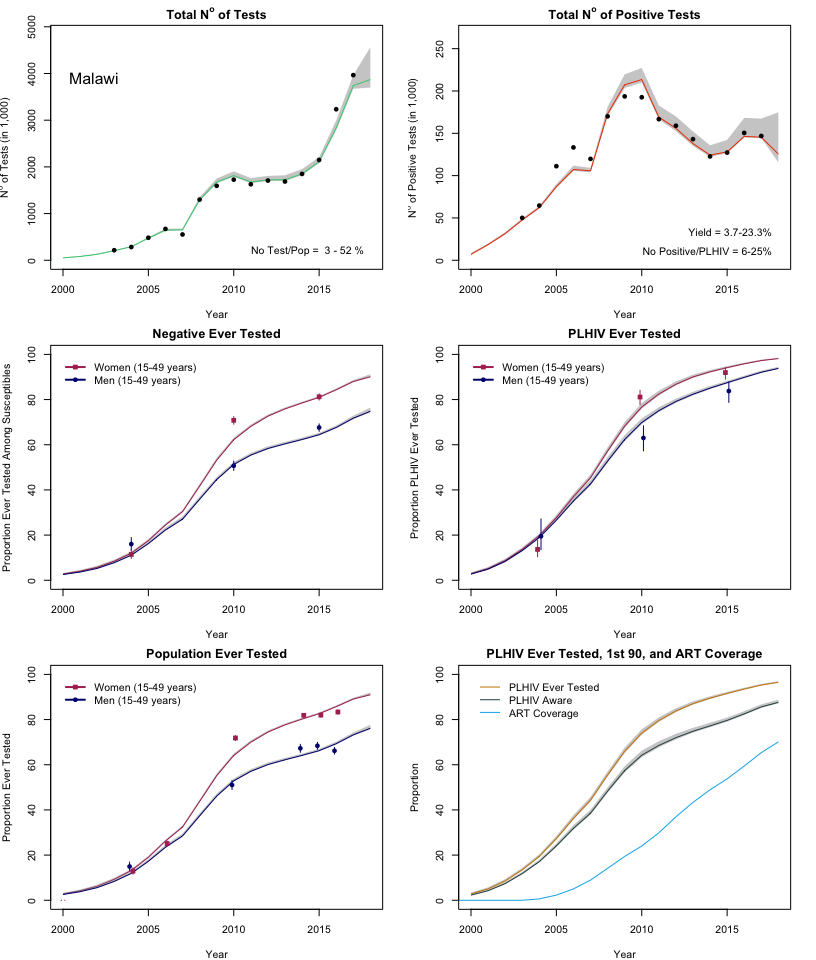 Total Nº of Tests
Nº of Tests (in 1,000)
5000
4000
3000
2000
1000
0
Malawi
No Test/Pop = 3 - 52 %
2000 2005 2010 2015
Year
Total Nº of Positive Tests
Nº of Positive Tests (in 1,000)
250
200
150
100
50
0
Yield = 3.7-23.3%
No Positive/PLHIV = 6-25%
2000 2005 2010 2015
Year
Negative Ever Tested
Proportion Ever Tested Among Susceptibles
100
80
60
40
20
0
Women (15-49 years)
Men (15-49 years)
2000 2005 2010 2015
Year
PLHIV Ever Tested
Proportion PLHIV Ever Tested
100
80
60
40
20
0
Women (15-49 years)
Men (15-49 years)
2000 2005 2010 2015
Year
Population Ever Tested
Proportion Ever Tested
100
80
60
40
20
0
Women (15-49 years)
Men (15-49 years)
2000 2005 2010 2015
Year
PLHIV Ever Tested, 1st 90, and ART Coverage
Proportion
100
80
60
40
20
0
PLHIV Ever Tested
PLHIV Aware
ART Coverage
2000 2005 2010 2015
Year